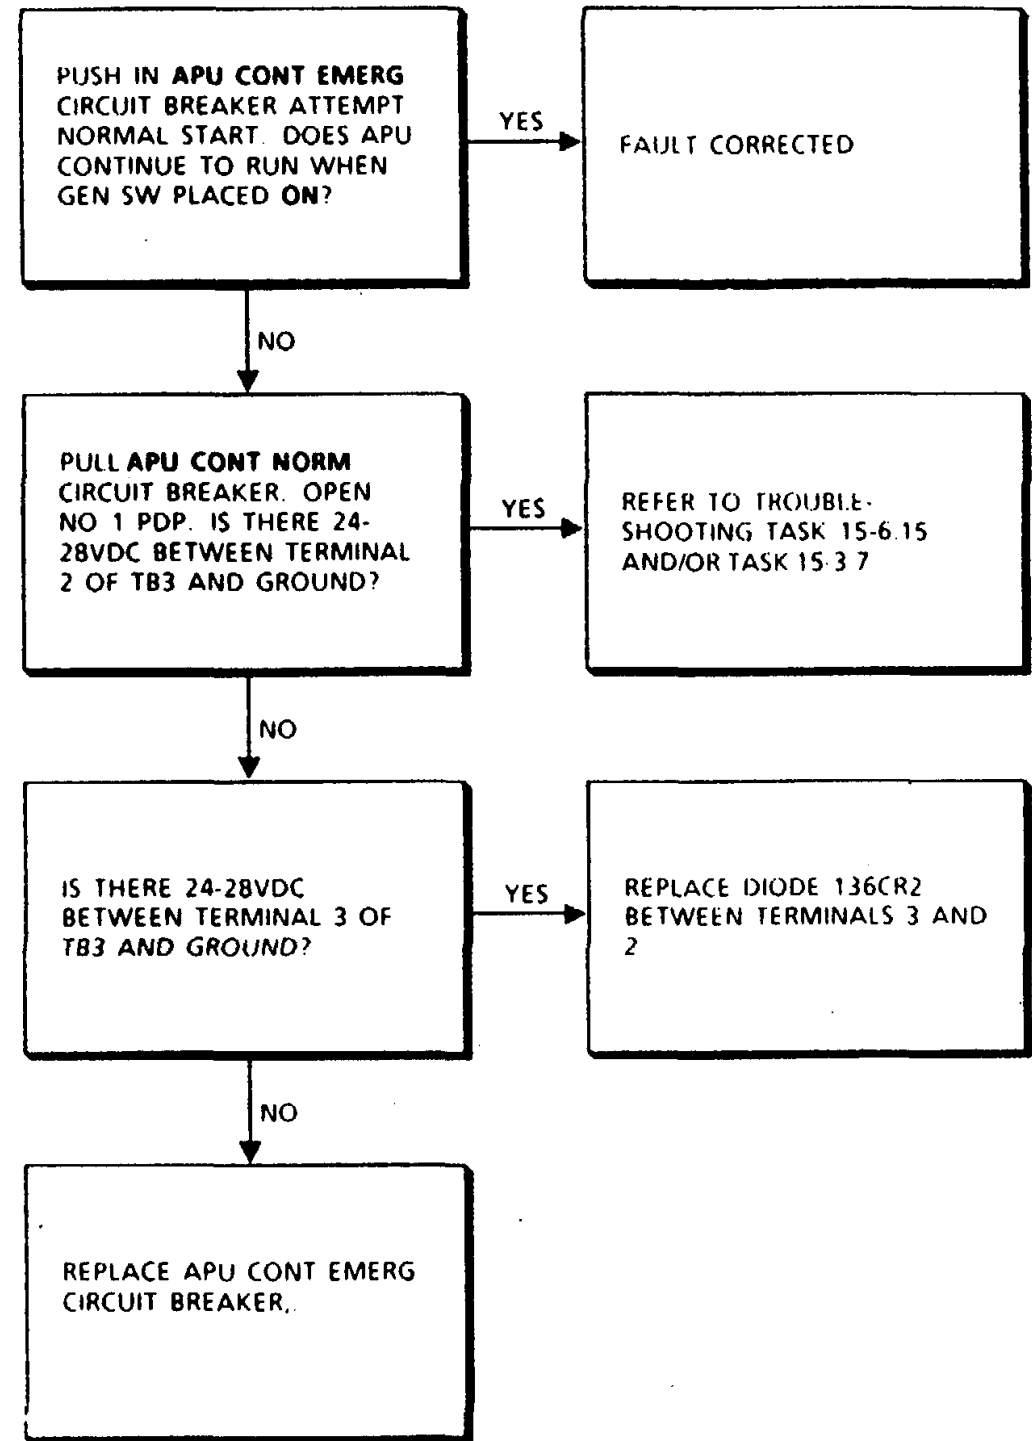 PUSH IN APU CONT EMERG
CIRCUIT BREAKER ATTEMPT
NORMAL START. DOES APU
CONTINUE TO RUN WHEN
GEN SW PLACED ON?
YES
FAULT CORRECTED
NO
PULL APU CONT NORM
CIRCUIT BREAKER. OPEN
NO 1 PDP. IS THERE 24-
28VDC BETWEEN TERMINAL
2 OF TB3 AND GROUND?
YES
REFER TO TROUBLE-
SHOOTING TASK 15-6.15
AND/OR TASK 15-3 7
NO
IS THERE 24-28VDC
BETWEEN TERMINAL 3 OF
TB3 AND GROUND?
YES
REPLACE DIODE 136CR2
BETWEEN TERMINALS 3 AND
2
NO
REPLACE APU CONT EMERG
CIRCUIT BREAKER.